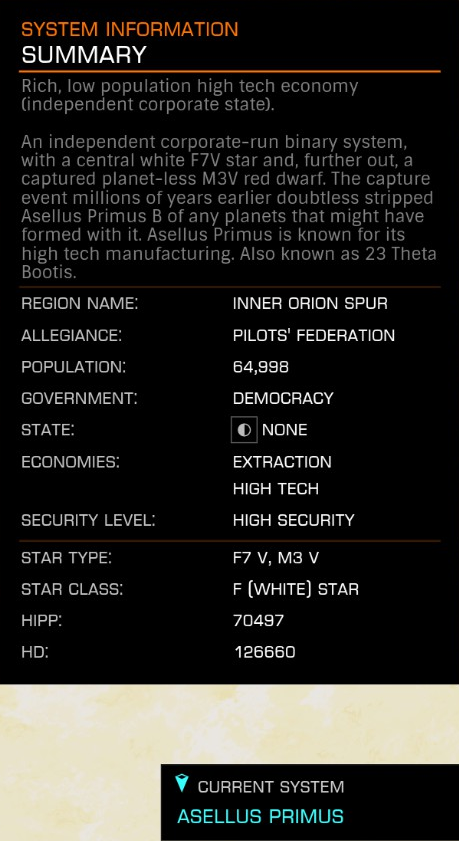 SYSTEM INFORMATION
SUMMARY
Rich, low population high tech economy
(independent corporate state).
An independent corporate-run binary system,
with a central white F7V star and, further out, a
captured planet-less M3V red dwarf. The capture
event millions of years earlier doubtless stripped
Asellus Primus B of any planets that might have
formed with it. Asellus Primus is known for its
high tech manufacturing. Also known as 23 Theta
Bootis.
REGION NAME: INNER ORION SPUR
ALLEGIANCE: PILOTS' FEDERATION
POPULATION: 64,998
GOVERNMENT: DEMOCRACY
STATE: NONE
ECONOMIES: EXTRACTION
HIGH TECH
SECURITY LEVEL: HIGH SECURITY
STAR TYPE: F7 V, M3 V
STAR CLASS: F (WHITE) STAR
HIPP: 70497
HD: 126660
CURRENT SYSTEM
ASELLUS PRIMUS